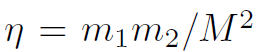 η = m₁m₂/M²